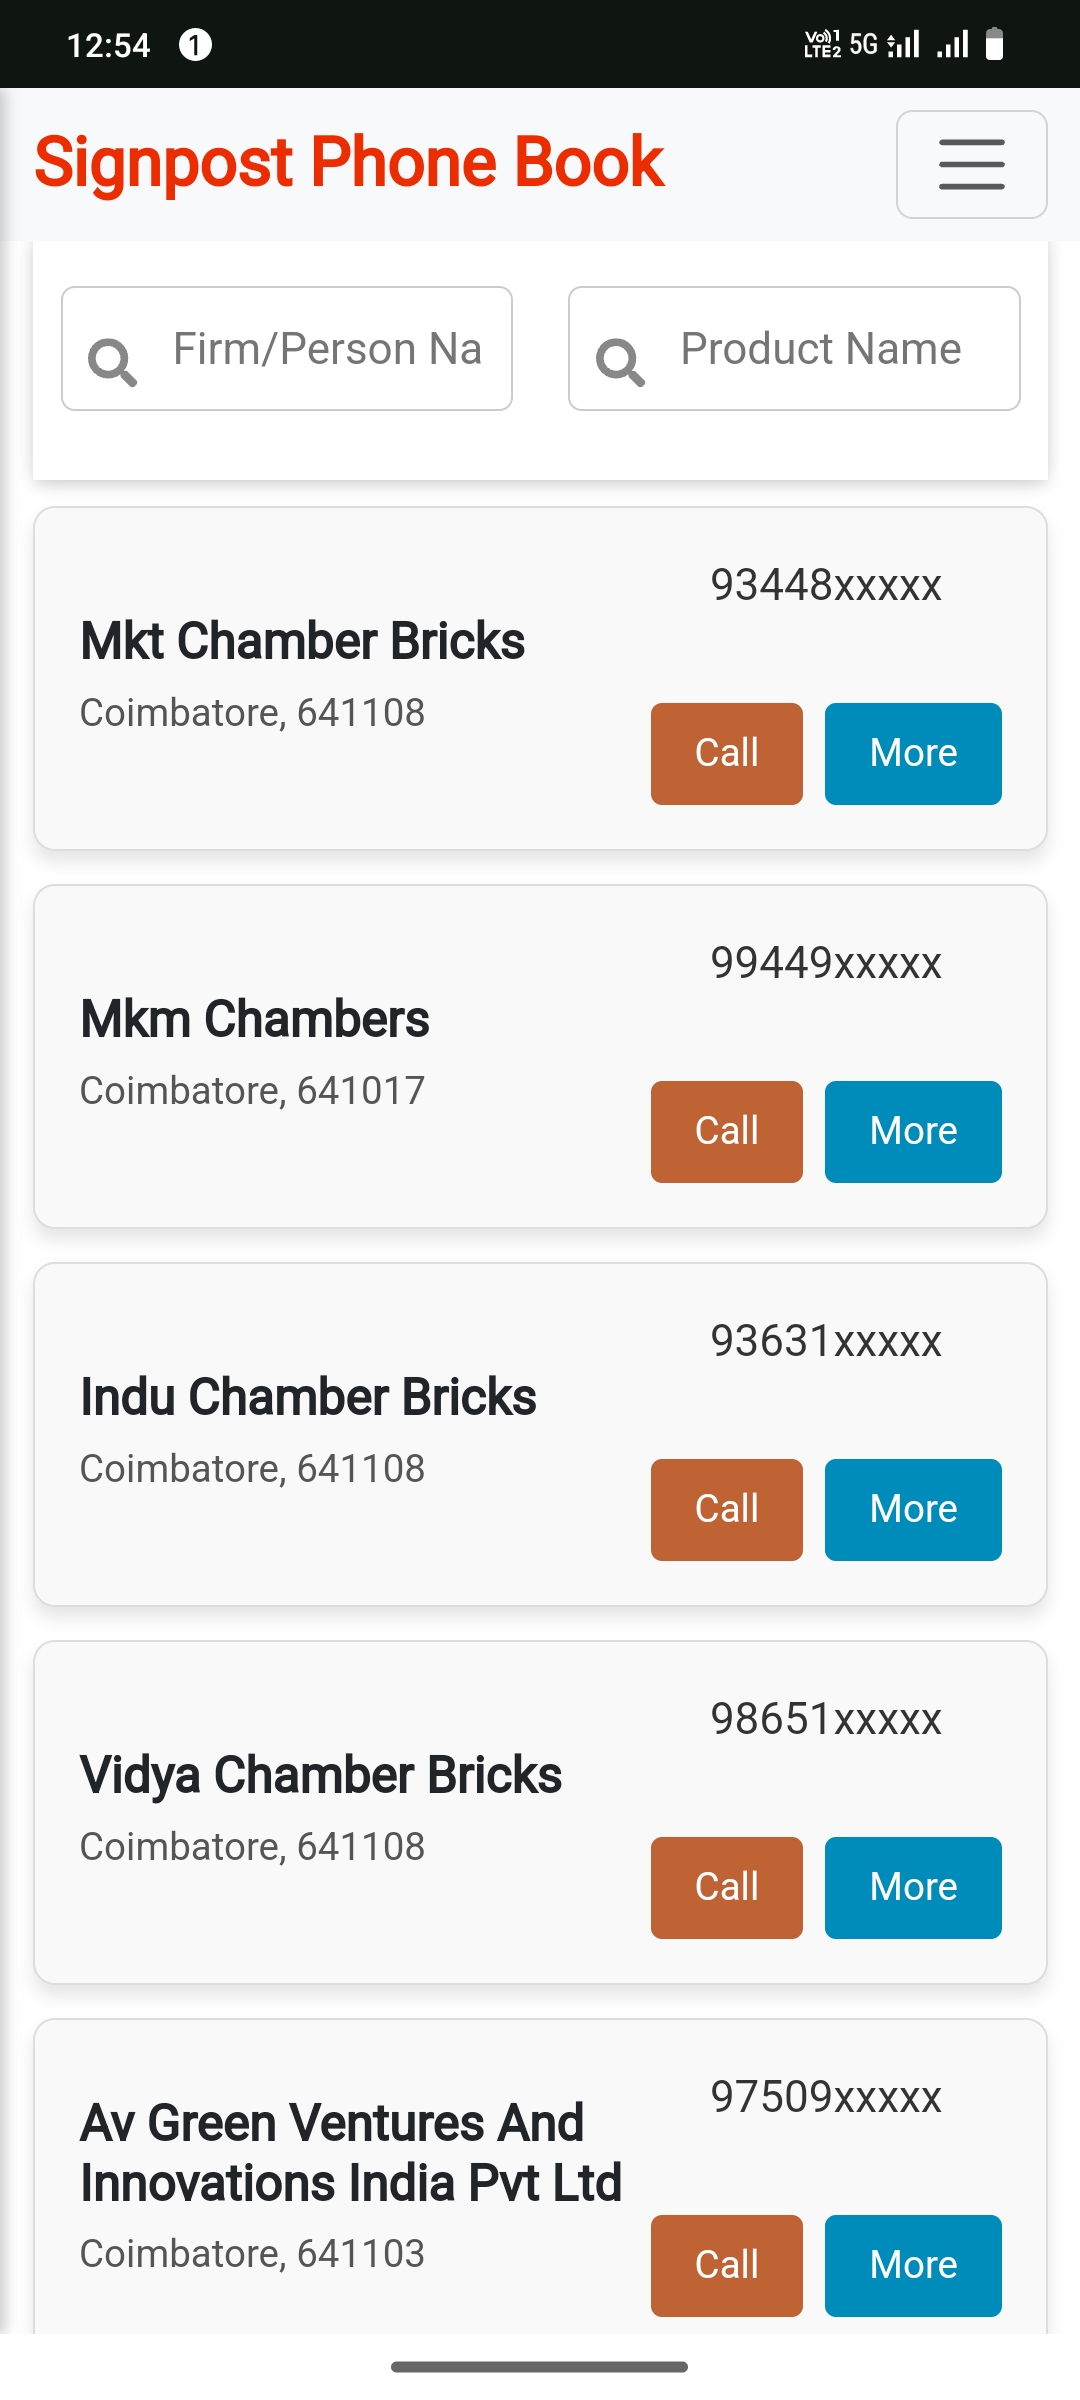 12:54 1 Vo)) 1 LTE2 5G
Signpost Phone Book
Firm/Person Na
Product Name
93448xxxxx
Mkt Chamber Bricks
Coimbatore, 641108
Call More
99449xxxxx
Mkm Chambers
Coimbatore, 641017
Call More
93631xxxxx
Indu Chamber Bricks
Coimbatore, 641108
Call More
98651xxxxx
Vidya Chamber Bricks
Coimbatore, 641108
Call More
97509xxxxx
Av Green Ventures And
Innovations India Pvt Ltd
Coimbatore, 641103
Call More